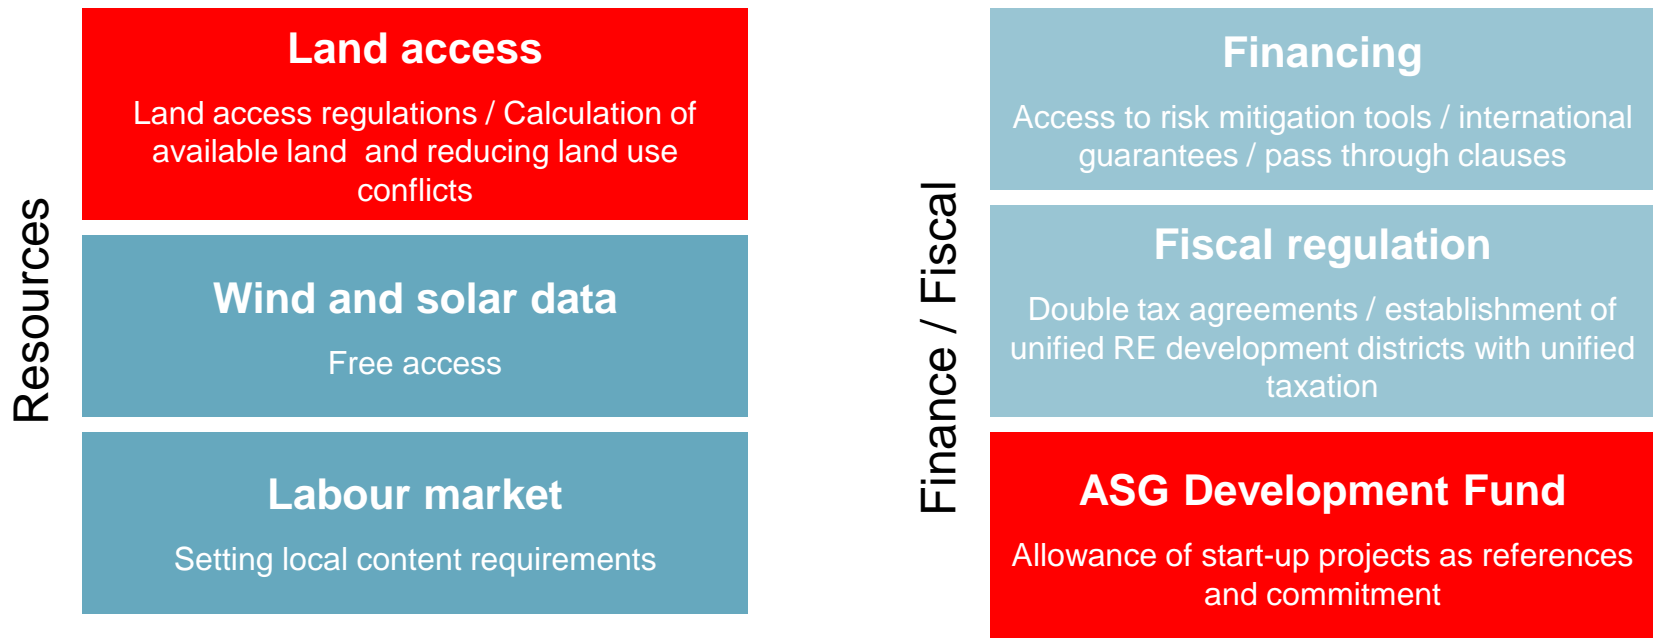 Resources
Land access
Land access regulations / Calculation of
available land  and reducing land use
conflicts
Wind and solar data
Free access
Labour market
Setting local content requirements
Finance / Fiscal
Financing
Access to risk mitigation tools / international
guarantees / pass through clauses
Fiscal regulation
Double tax agreements / establishment of
unified RE development districts with unified
taxation
ASG Development Fund
Allowance of start-up projects as references
and commitment